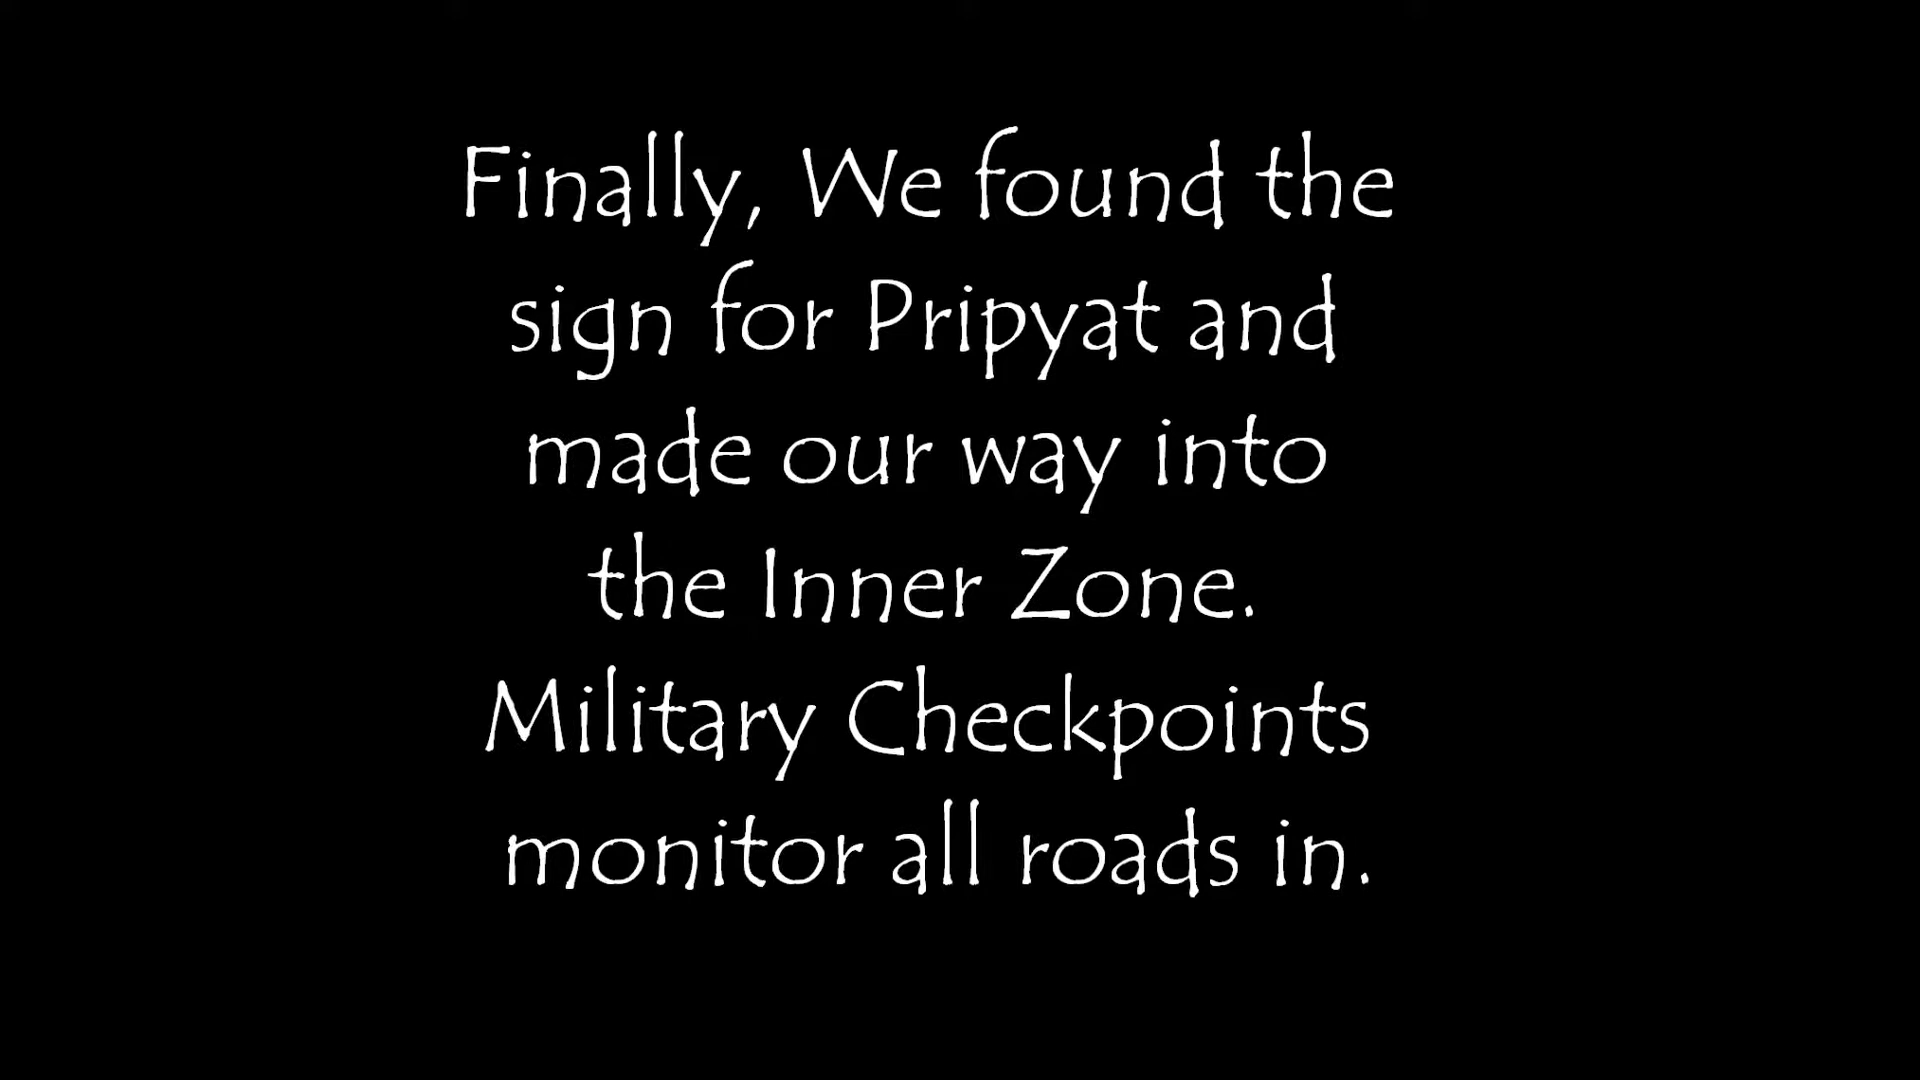 Finally, We found the
sign for Pripyat and
made our way into
the Inner Zone.
Military Checkpoints
monitor all roads in.